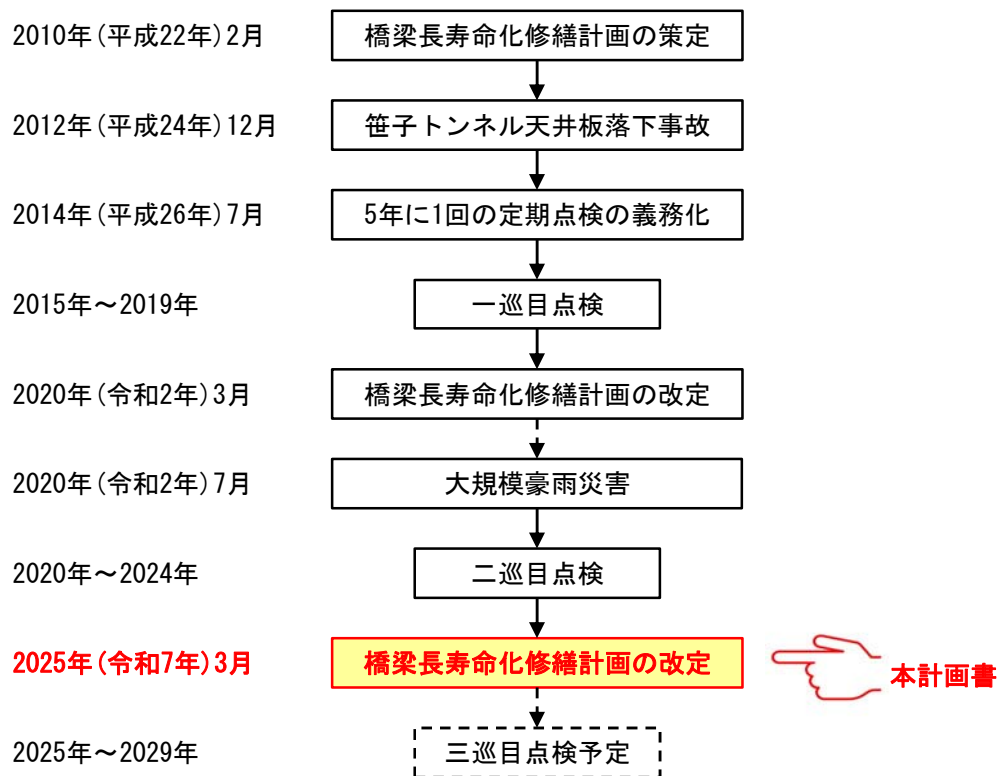 2010年(平成22年)2月 橋梁長寿命化修繕計画の策定
2012年(平成24年)12月 笹子トンネル天井板落下事故
2014年(平成26年)7月 5年に1回の定期点検の義務化
2015年～2019年 一巡目点検
2020年(令和2年)3月 橋梁長寿命化修繕計画の改定
2020年(令和2年)7月 大規模豪雨災害
2020年～2024年 二巡目点検
2025年(令和7年)3月 橋梁長寿命化修繕計画の改定 本計画書
2025年～2029年 三巡目点検予定